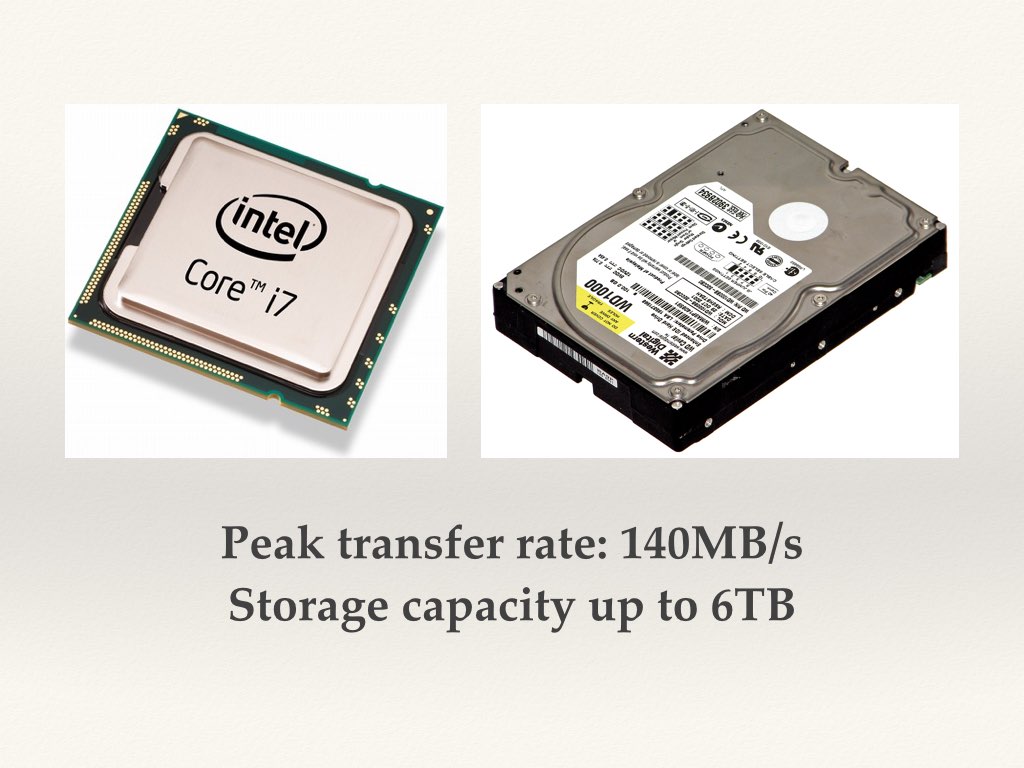 intel
Core™ i7
WD1000
Western
Digital
Peak transfer rate: 140MB/s
Storage capacity up to 6TB